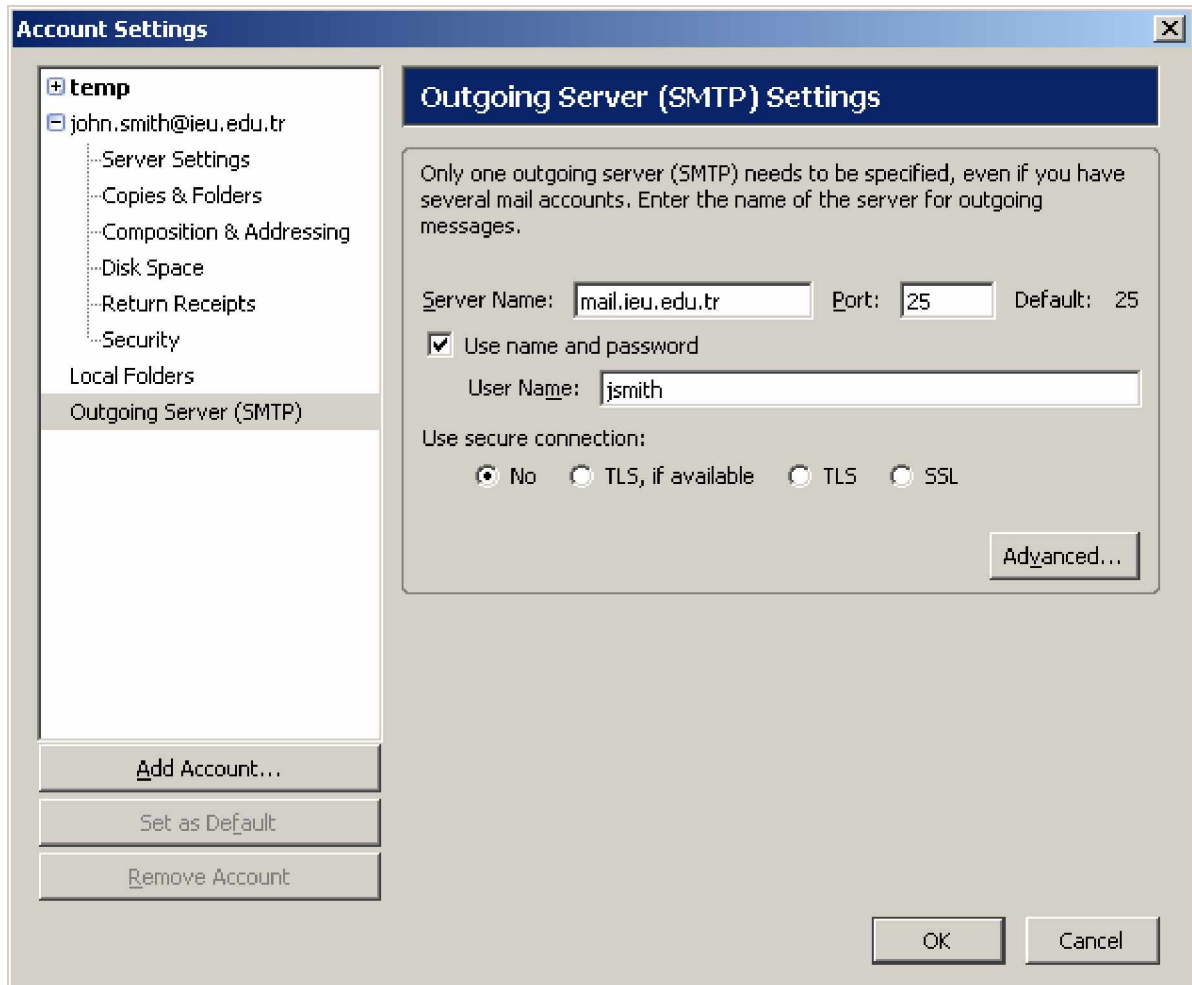 Account Settings
temp
john.smith@ieu.edu.tr
Server Settings
Copies & Folders
Composition & Addressing
Disk Space
Return Receipts
Security
Local Folders
Outgoing Server (SMTP)
Add Account...
Set as Default
Remove Account
Outgoing Server (SMTP) Settings
Only one outgoing server (SMTP) needs to be specified, even if you have
several mail accounts. Enter the name of the server for outgoing
messages.
Server Name: mail.ieu.edu.tr Port: 25 Default: 25
Use name and password
User Name: jsmith
Use secure connection:
No TLS, if available TLS SSL
Advanced...
OK Cancel